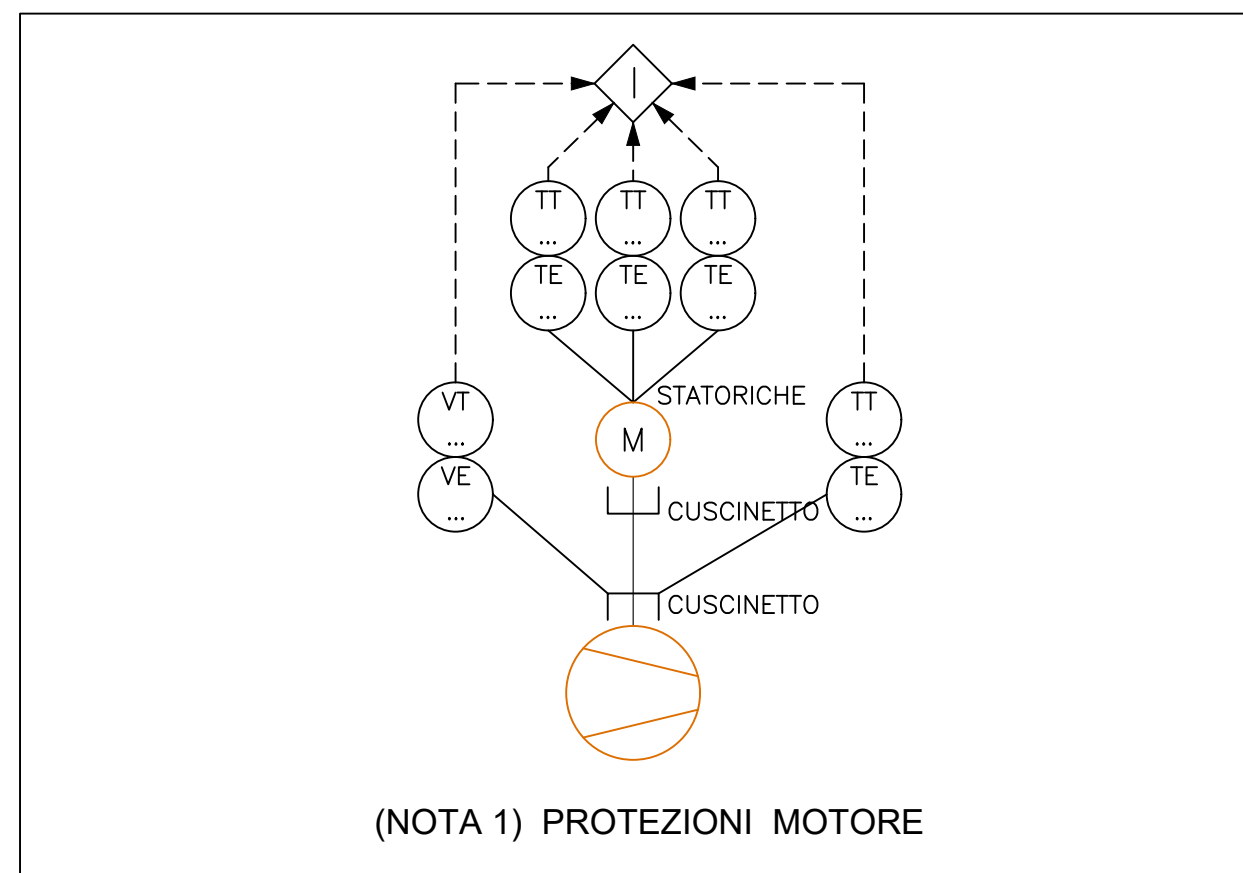 I
TT TT TT
... ... ...
TE TE TE
... ... ...
STATORICHE
VT M TT
... ...
VE TE
... ...
CUSCINETTO
CUSCINETTO
(NOTA 1) PROTEZIONI MOTORE